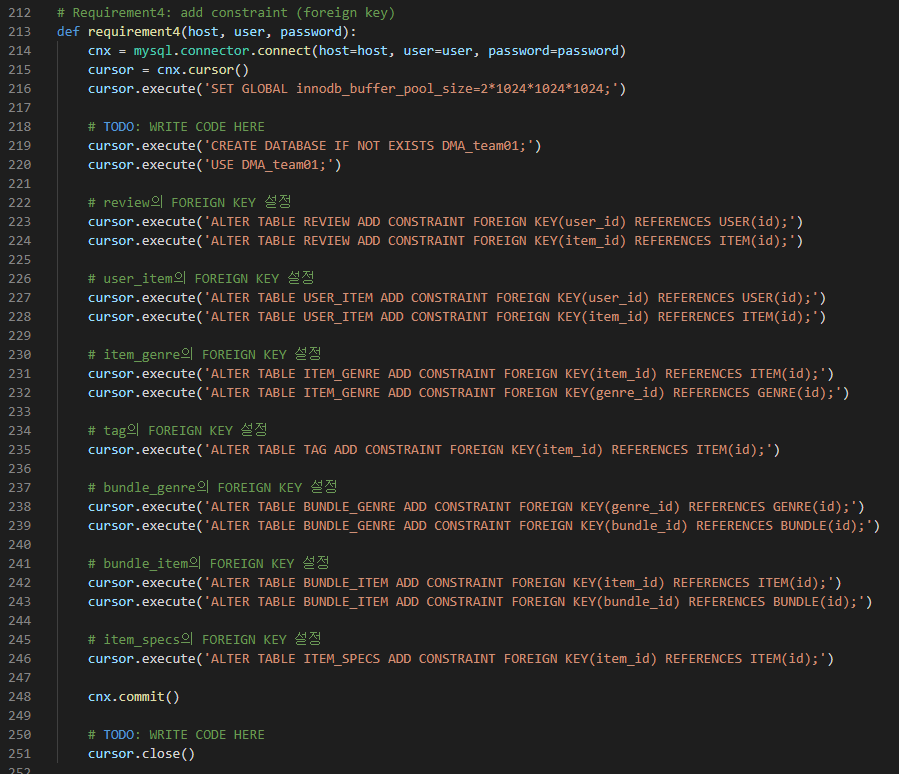 212 # Requirement4: add constraint (foreign key)
213 def requirement4(host, user, password):
214 cnx = mysql.connector.connect(host=host, user=user, password=password)
215 cursor = cnx.cursor()
216 cursor.execute('SET GLOBAL innodb_buffer_pool_size=2*1024*1024*1024;')
217
218 # TODO: WRITE CODE HERE
219 cursor.execute('CREATE DATABASE IF NOT EXISTS DMA_team01;')
220 cursor.execute('USE DMA_team01;')
221
222 # review의 FOREIGN KEY 설정
223 cursor.execute('ALTER TABLE REVIEW ADD CONSTRAINT FOREIGN KEY(user_id) REFERENCES USER(id);')
224 cursor.execute('ALTER TABLE REVIEW ADD CONSTRAINT FOREIGN KEY(item_id) REFERENCES ITEM(id);')
225
226 # user_item의 FOREIGN KEY 설정
227 cursor.execute('ALTER TABLE USER_ITEM ADD CONSTRAINT FOREIGN KEY(user_id) REFERENCES USER(id);')
228 cursor.execute('ALTER TABLE USER_ITEM ADD CONSTRAINT FOREIGN KEY(item_id) REFERENCES ITEM(id);')
229
230 # item_genre의 FOREIGN KEY 설정
231 cursor.execute('ALTER TABLE ITEM_GENRE ADD CONSTRAINT FOREIGN KEY(item_id) REFERENCES ITEM(id);')
232 cursor.execute('ALTER TABLE ITEM_GENRE ADD CONSTRAINT FOREIGN KEY(genre_id) REFERENCES GENRE(id);')
233
234 # tag의 FOREIGN KEY 설정
235 cursor.execute('ALTER TABLE TAG ADD CONSTRAINT FOREIGN KEY(item_id) REFERENCES ITEM(id);')
236
237 # bundle_genre의 FOREIGN KEY 설정
238 cursor.execute('ALTER TABLE BUNDLE_GENRE ADD CONSTRAINT FOREIGN KEY(genre_id) REFERENCES GENRE(id);')
239 cursor.execute('ALTER TABLE BUNDLE_GENRE ADD CONSTRAINT FOREIGN KEY(bundle_id) REFERENCES BUNDLE(id);')
240
241 # bundle_item의 FOREIGN KEY 설정
242 cursor.execute('ALTER TABLE BUNDLE_ITEM ADD CONSTRAINT FOREIGN KEY(item_id) REFERENCES ITEM(id);')
243 cursor.execute('ALTER TABLE BUNDLE_ITEM ADD CONSTRAINT FOREIGN KEY(bundle_id) REFERENCES BUNDLE(id);')
244
245 # item_specs의 FOREIGN KEY 설정
246 cursor.execute('ALTER TABLE ITEM_SPECS ADD CONSTRAINT FOREIGN KEY(item_id) REFERENCES ITEM(id);')
247
248 cnx.commit()
249
250 # TODO: WRITE CODE HERE
251 cursor.close()
252